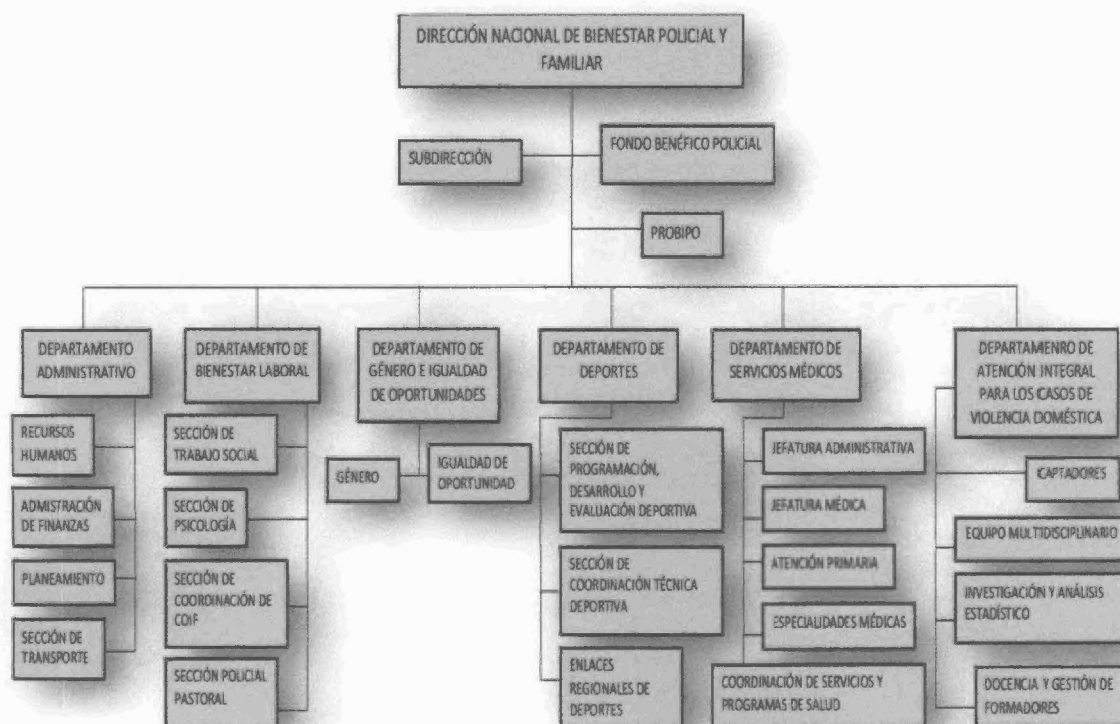 DIRECCIÓN NACIONAL DE BIENESTAR POLICIAL Y
FAMILIAR
SUBDIRECCIÓN
FONDO BENÉFICO POLICIAL
PROBIPO
DEPARTAMENTO
ADMINISTRATIVO
RECURSOS
HUMANOS
ADMISTRACIÓN
DE FINANZAS
PLANEAMIENTO
SECCIÓN DE
TRANSPORTE
DEPARTAMENTO DE
BIENESTAR LABORAL
SECCIÓN DE
TRABAJO SOCIAL
SECCIÓN DE
PSICOLOGÍA
SECCIÓN DE
COORDINACIÓN DE
COIF
SECCIÓN POLICIAL
PASTORAL
DEPARTAMENTO DE
GÉNERO E IGUALDAD
DE OPORTUNIDADES
GÉNERO
IGUALDAD DE
OPORTUNIDAD
DEPARTAMENTO DE
DEPORTES
SECCIÓN DE
PROGRAMACIÓN,
DESARROLLO Y
EVALUACIÓN DEPORTIVA
SECCIÓN DE
COORDINACIÓN TÉCNICA
DEPORTIVA
ENLACES
REGIONALES DE
DEPORTES
DEPARTAMENTO DE
SERVICIOS MÉDICOS
JEFATURA ADMINISTRATIVA
JEFATURA MÉDICA
ATENCIÓN PRIMARIA
ESPECIALIDADES MÉDICAS
COORDINACIÓN DE SERVICIOS Y
PROGRAMAS DE SALUD
DEPARTAMIENRO DE
ATENCIÓN INTEGRAL
PARA LOS CASOS DE
VIOLENCIA DOMÉSTICA
CAPTADORES
EQUIPO MULTIDISCIPLINARIO
INVESTIGACIÓN Y ANÁLISIS
ESTADÍSTICO
DOCENCIA Y GESTIÓN DE
FORMADORES